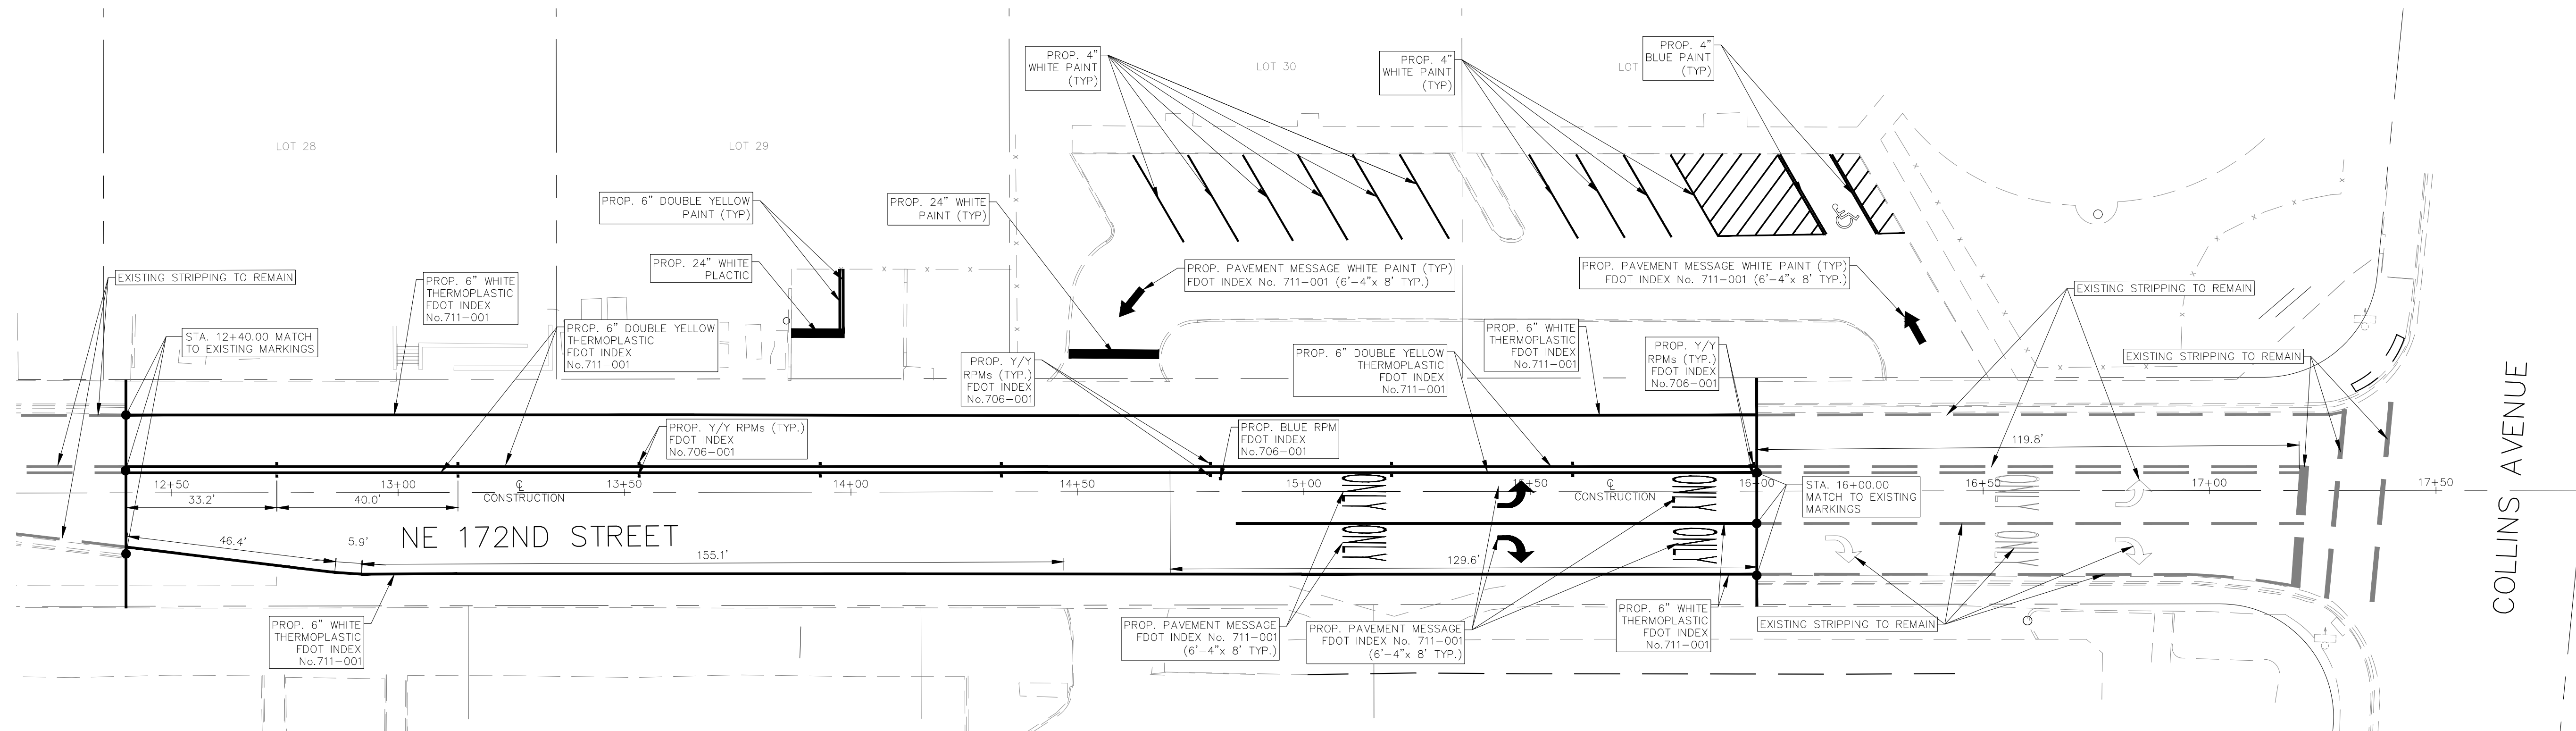 PROP. 4"
WHITE PAINT
(TYP)
LOT 30
PROP. 4"
WHITE PAINT
(TYP)
LOT
PROP. 4"
BLUE PAINT
(TYP)
LOT 28
LOT 29
PROP. 6" DOUBLE YELLOW
PAINT (TYP)
PROP. 24" WHITE
PAINT (TYP)
PROP. 24" WHITE
PLACTIC
PROP. PAVEMENT MESSAGE WHITE PAINT (TYP)
FDOT INDEX No. 711-001 (6'-4"x 8' TYP.)
PROP. PAVEMENT MESSAGE WHITE PAINT (TYP)
FDOT INDEX No. 711-001 (6'-4"x 8' TYP.)
EXISTING STRIPPING TO REMAIN
PROP. 6" WHITE
THERMOPLASTIC
FDOT INDEX
No.711-001
EXISTING STRIPPING TO REMAIN
STA. 12+40.00 MATCH
TO EXISTING MARKINGS
PROP. 6" DOUBLE YELLOW
THERMOPLASTIC
FDOT INDEX
No.711-001
PROP. Y/Y
RPMs (TYP.)
FDOT INDEX
No.706-001
PROP. 6" DOUBLE YELLOW
THERMOPLASTIC
FDOT INDEX
No.711-001
PROP. 6" WHITE
THERMOPLASTIC
FDOT INDEX
No.711-001
PROP. Y/Y
RPMs (TYP.)
FDOT INDEX
No.706-001
EXISTING STRIPPING TO REMAIN
PROP. Y/Y RPMs (TYP.)
FDOT INDEX
No.706-001
PROP. BLUE RPM
FDOT INDEX
No.706-001
119.8'
12+50
13+00
13+50
14+00
14+50
15+00
15+50
16+00
16+50
17+00
17+50
CONSTRUCTION
CONSTRUCTION
33.2'
40.0'
ONLY
ONLY
ONLY
ONLY
ONLY
ONLY
STA. 16+00.00
MATCH TO EXISTING
MARKINGS
NE 172ND STREET
46.4'
5.9'
155.1'
129.6'
COLLINS AVENUE
PROP. 6" WHITE
THERMOPLASTIC
FDOT INDEX
No.711-001
PROP. PAVEMENT MESSAGE
FDOT INDEX No. 711-001
(6'-4"x 8' TYP.)
PROP. PAVEMENT MESSAGE
FDOT INDEX No. 711-001
(6'-4"x 8' TYP.)
PROP. 6" WHITE
THERMOPLASTIC
FDOT INDEX
No.711-001
EXISTING STRIPPING TO REMAIN